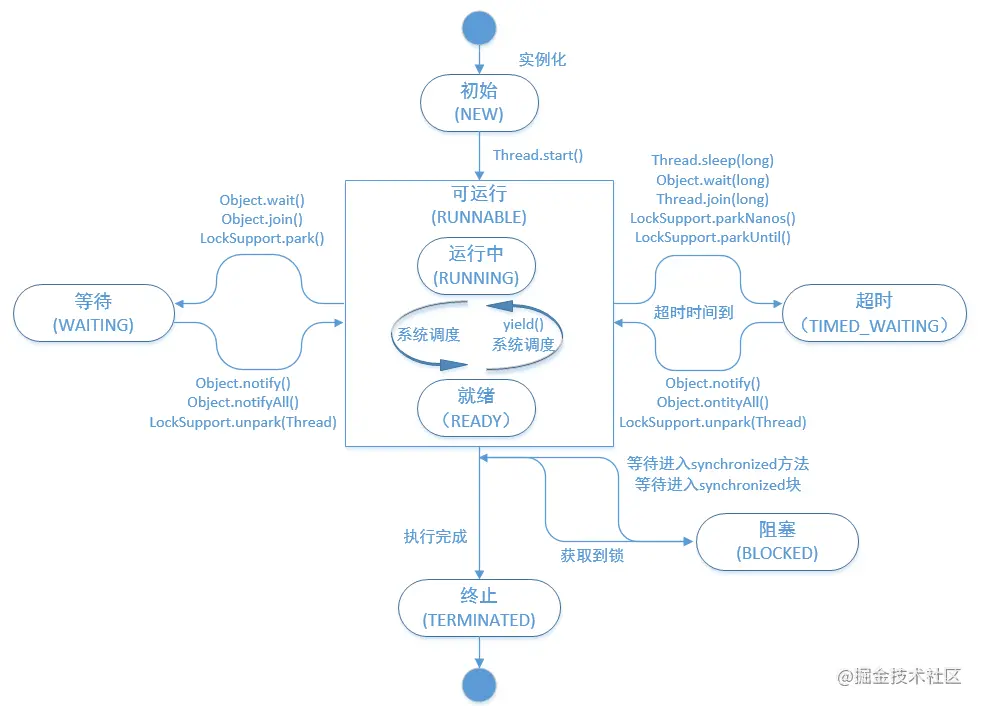 实例化
初始
(NEW)
Thread.start()
Thread.sleep(long)
Object.wait(long)
Thread.join(long)
LockSupport.parkNanos()
LockSupport.parkUntil()
Object.wait()
Object.join()
LockSupport.park()
可运行
(RUNNABLE)
运行中
(RUNNING)
等待
(WAITING)
系统调度
yield()
系统调度
超时时间到
超时
（TIMED_WAITING）
就绪
（READY）
Object.notify()
Object.notifyAll()
LockSupport.unpark(Thread)
Object.notify()
Object.ontityAll()
LockSupport.unpark(Thread)
等待进入synchronized方法
等待进入synchronized块
执行完成
获取到锁
阻塞
(BLOCKED)
终止
(TERMINATED)
@掘金技术社区